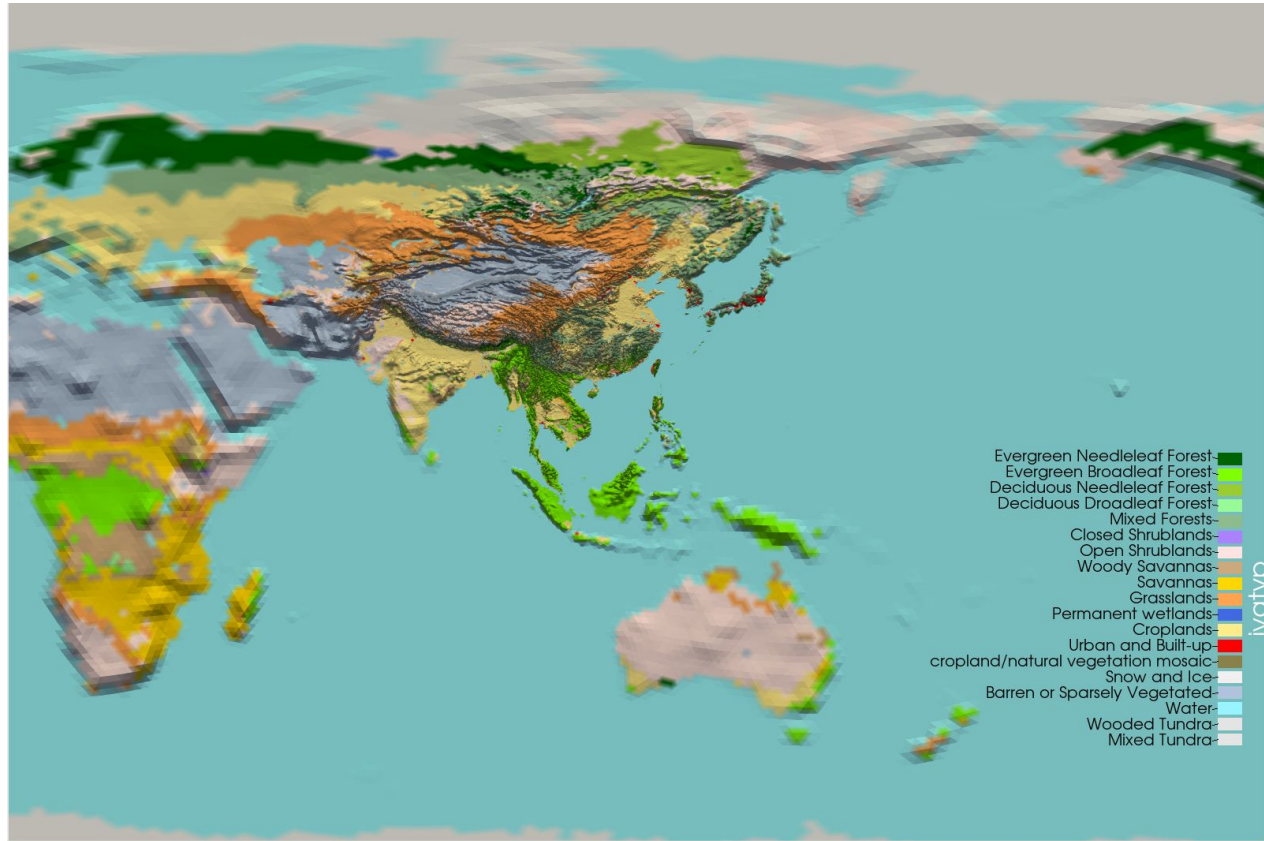 Evergreen Needleleaf Forest
Evergreen Broadleaf Forest
Deciduous Needleleaf Forest
Deciduous Droadleaf Forest
Mixed Forests
Closed Shrublands
Open Shrublands
Woody Savannas
Savannas
Grasslands
Permanent wetlands
Croplands
Urban and Built-up
cropland/natural vegetation mosaic
Snow and Ice
Barren or Sparsely Vegetated
Water
Wooded Tundra
Mixed Tundra
ivgtyp